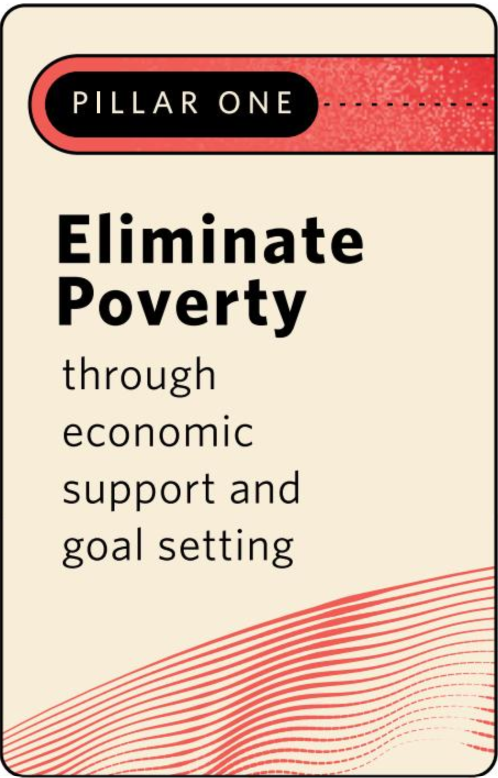 PILLAR ONE
Eliminate
Poverty
through
economic
support and
goal setting